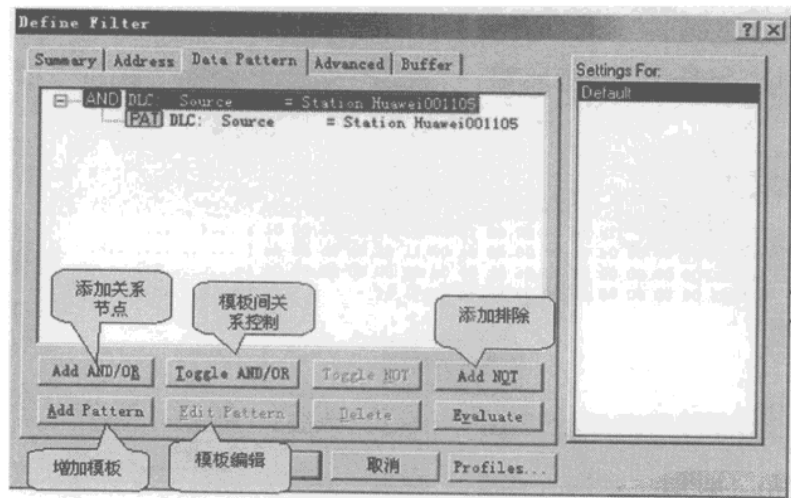 Define Filter
Summary Address Data Pattern Advanced Buffer
Settings For:
Default
AND DLC: Source = Station Huawei001105
PAT DLC: Source = Station Huawei001105
添加关系
节点
模板间关
系控制
添加排除
Add AND/OR Toggle AND/OR Toggle NOT Add NOT
Add Pattern Edit Pattern Delete Evaluate
增加模板
模板编辑
取消 Profiles...